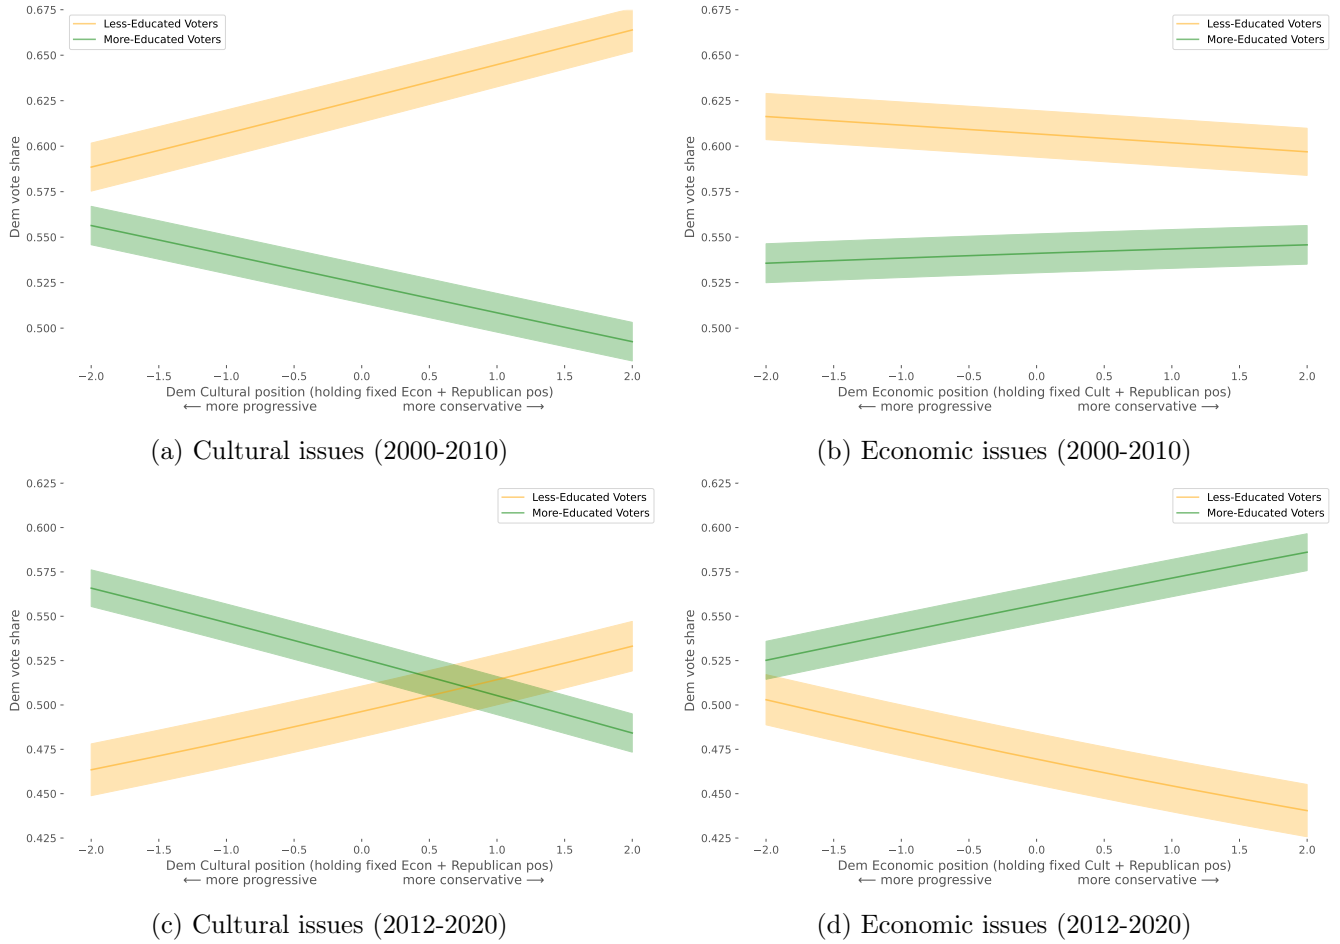 0.675
0.650
0.625
0.600
0.575
0.550
0.525
0.500
Dem vote share
Less-Educated Voters
More-Educated Voters
−2.0 −1.5 −1.0 −0.5 0.0 0.5 1.0 1.5 2.0
Dem Cultural position (holding fixed Econ + Republican pos)
⟵ more progressive more conservative ⟶
(a) Cultural issues (2000-2010)
0.675
0.650
0.625
0.600
0.575
0.550
0.525
0.500
Dem vote share
Less-Educated Voters
More-Educated Voters
−2.0 −1.5 −1.0 −0.5 0.0 0.5 1.0 1.5 2.0
Dem Economic position (holding fixed Cult + Republican pos)
⟵ more progressive more conservative ⟶
(b) Economic issues (2000-2010)
0.625
0.600
0.575
0.550
0.525
0.500
0.475
0.450
0.425
Dem vote share
Less-Educated Voters
More-Educated Voters
−2.0 −1.5 −1.0 −0.5 0.0 0.5 1.0 1.5 2.0
Dem Cultural position (holding fixed Econ + Republican pos)
⟵ more progressive more conservative ⟶
(c) Cultural issues (2012-2020)
0.625
0.600
0.575
0.550
0.525
0.500
0.475
0.450
0.425
Dem vote share
Less-Educated Voters
More-Educated Voters
−2.0 −1.5 −1.0 −0.5 0.0 0.5 1.0 1.5 2.0
Dem Economic position (holding fixed Cult + Republican pos)
⟵ more progressive more conservative ⟶
(d) Economic issues (2012-2020)